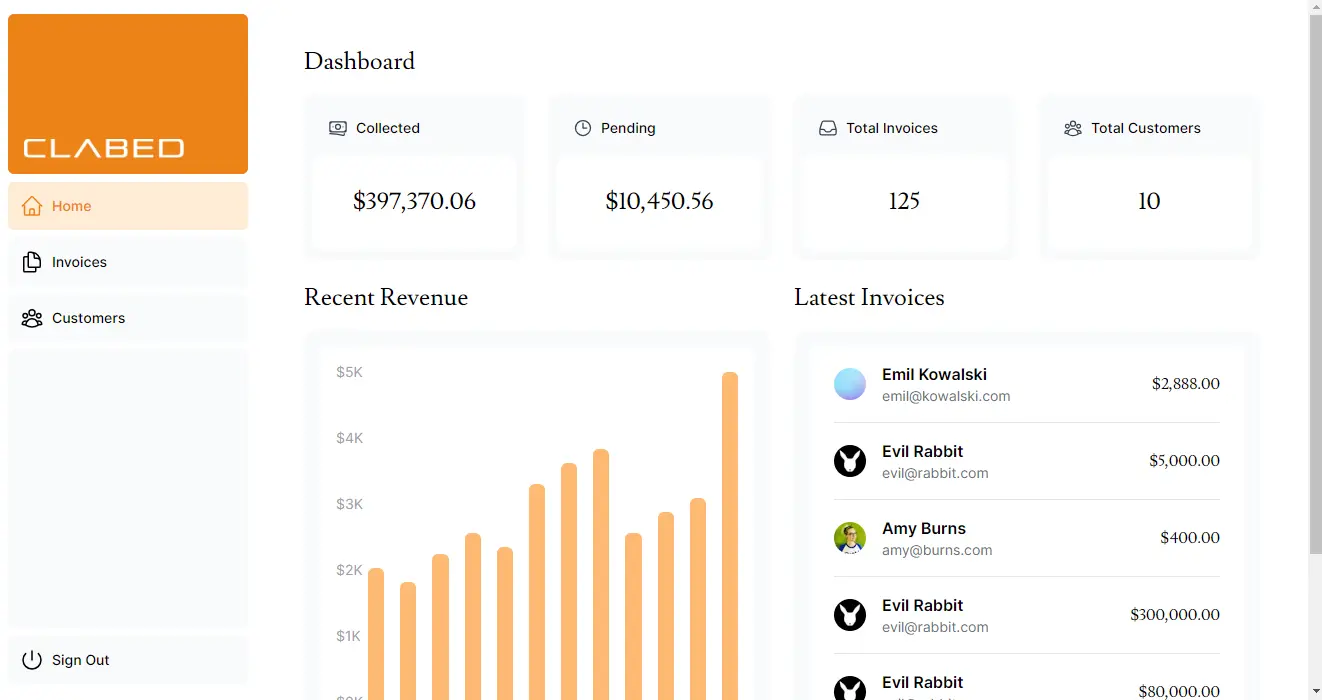 CLABED
Home
Invoices
Customers
Sign Out
Dashboard
Collected
$397,370.06
Pending
$10,450.56
Total Invoices
125
Total Customers
10
Recent Revenue
$5K
$4K
$3K
$2K
$1K
Latest Invoices
Emil Kowalski
emil@kowalski.com
$2,888.00
Evil Rabbit
evil@rabbit.com
$5,000.00
Amy Burns
amy@burns.com
$400.00
Evil Rabbit
evil@rabbit.com
$300,000.00
Evil Rabbit
$80,000.00